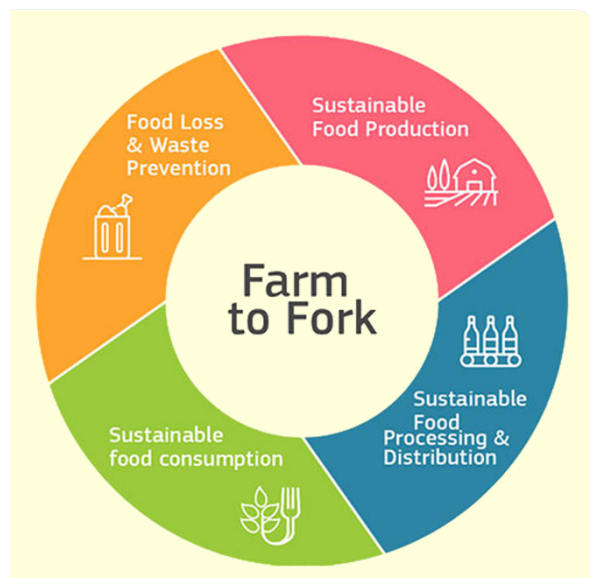 Sustainable
Food Production
Food Loss
& Waste
Prevention
Farm
to Fork
Sustainable
Food
Processing &
Distribution
Sustainable
food consumption